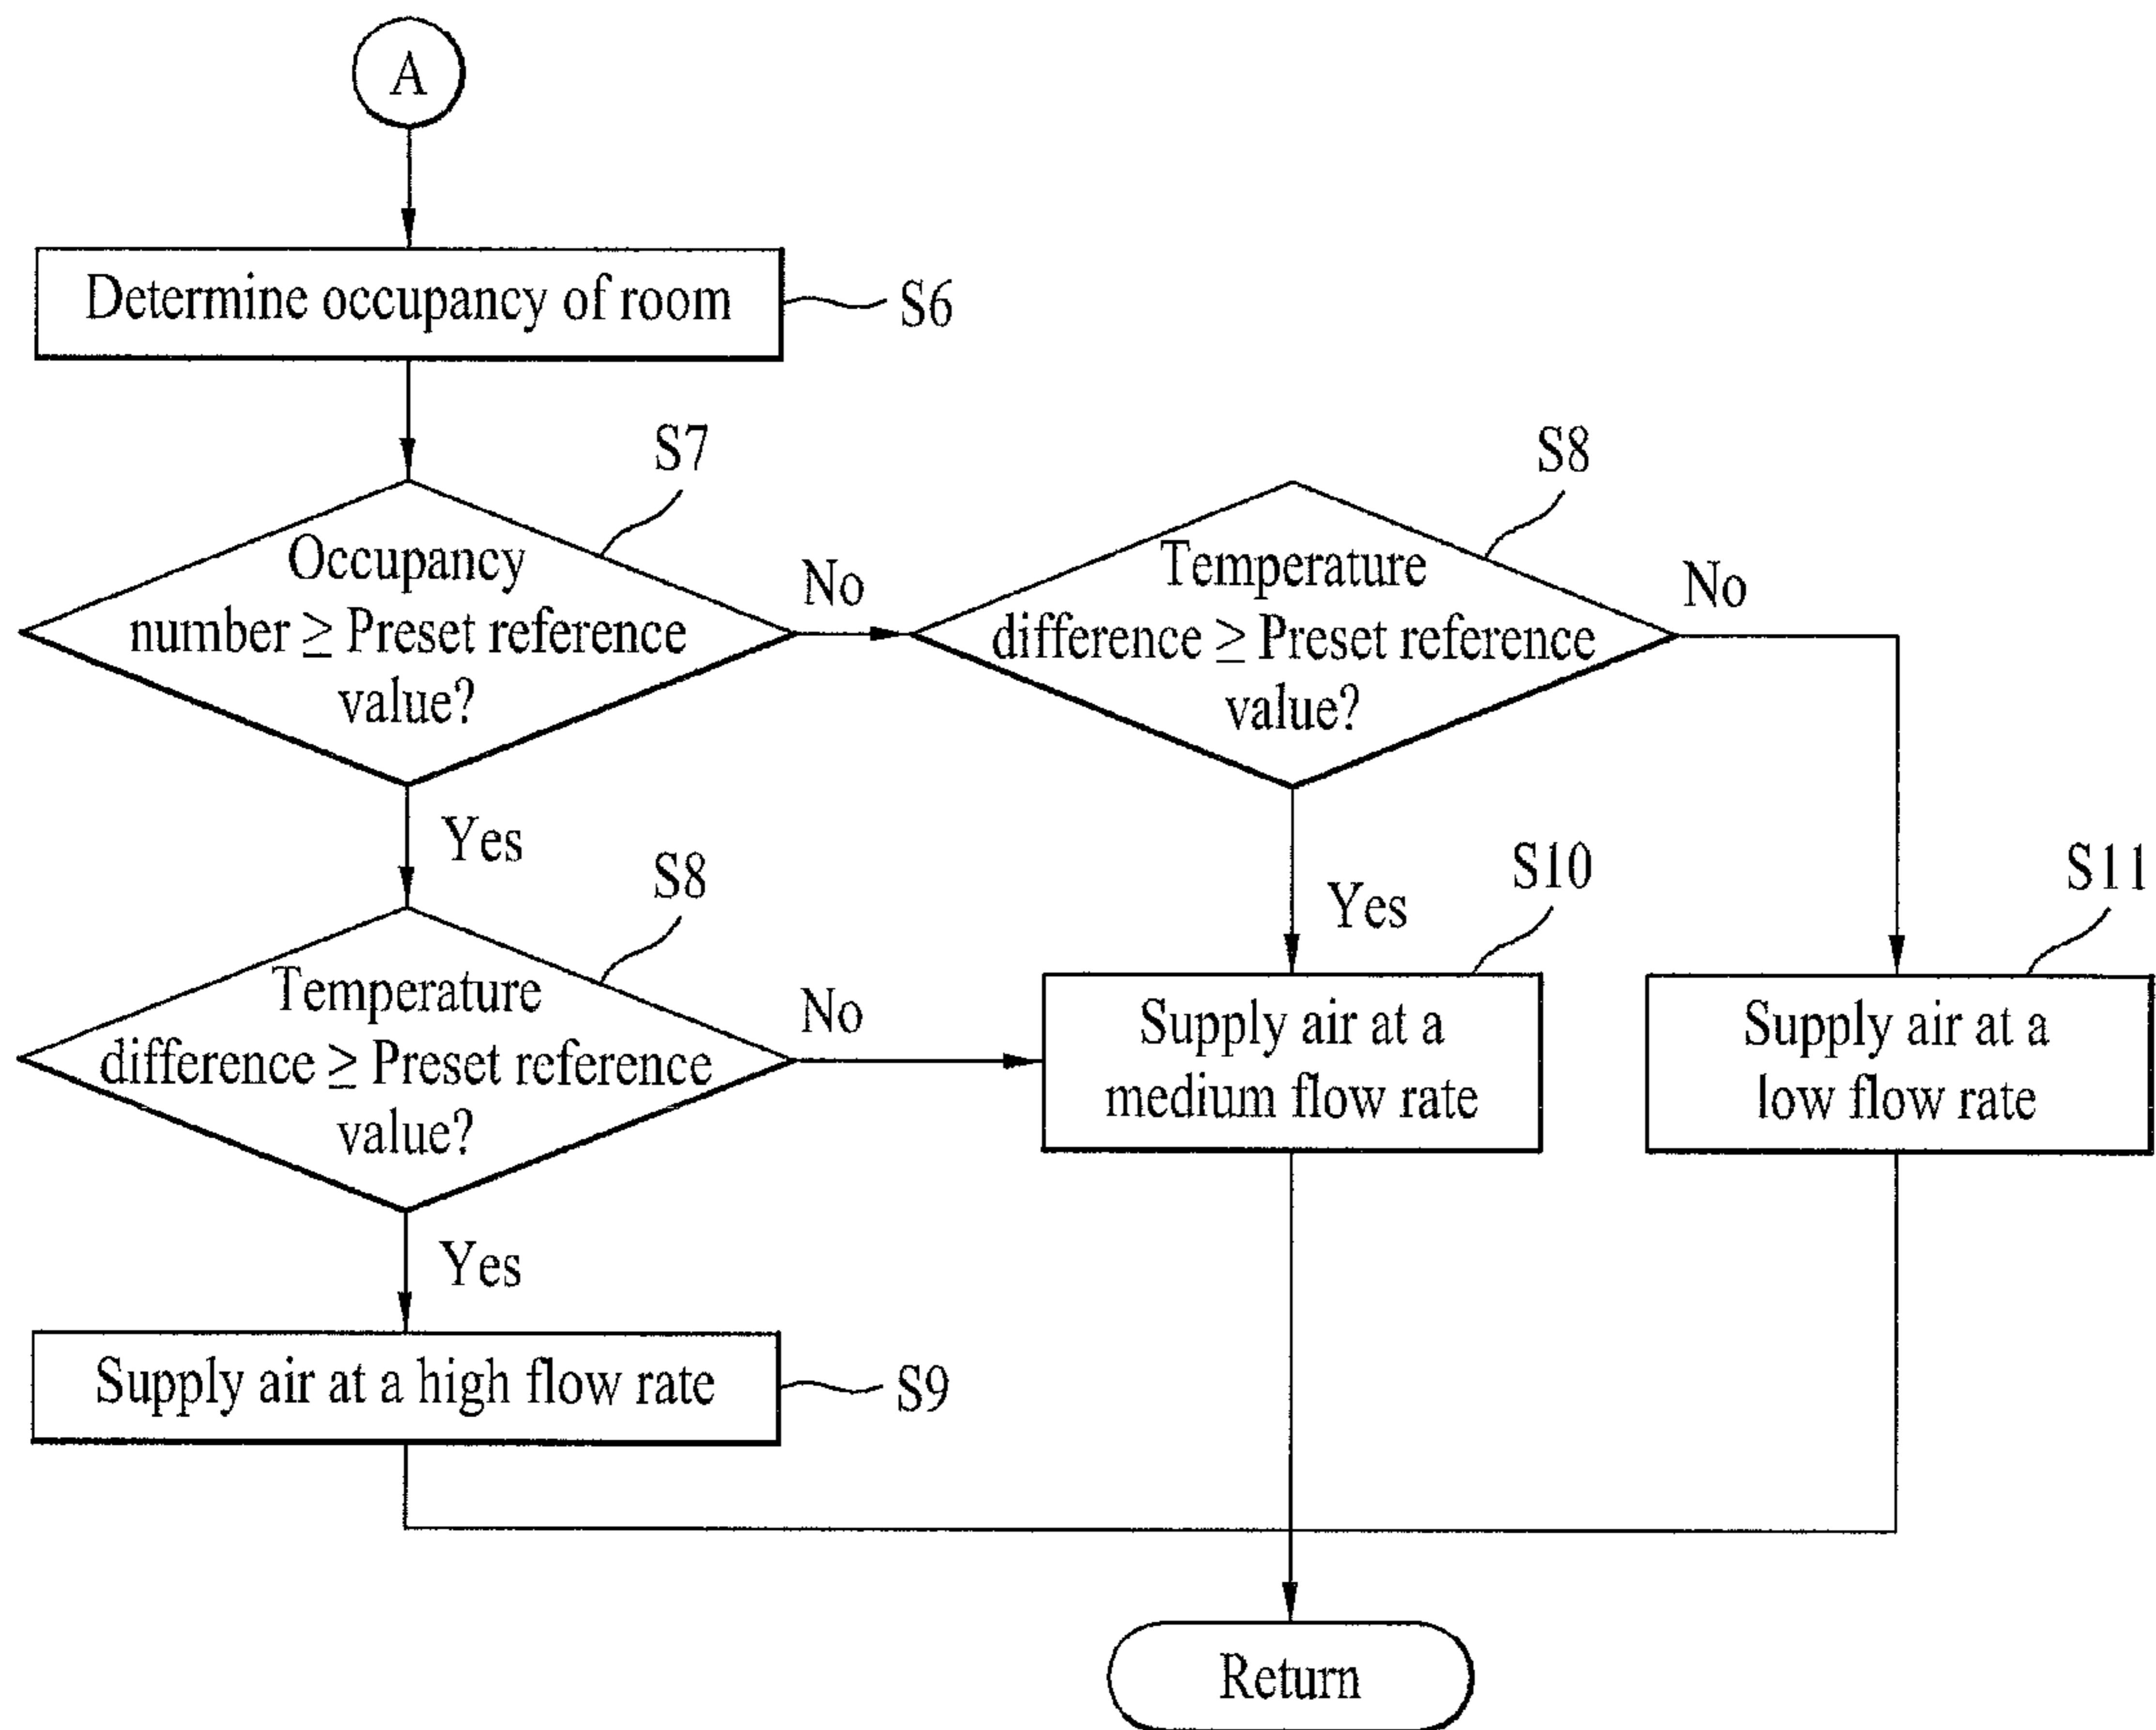 A
Determine occupancy of room
S6
S7
Occupancy
number ≥ Preset reference
value?
No
S8
Temperature
difference ≥ Preset reference
value?
No
Yes
S8
Temperature
difference ≥ Preset reference
value?
No
Yes
S10
Supply air at a
medium flow rate
S11
Supply air at a
low flow rate
Yes
Supply air at a high flow rate
S9
Return